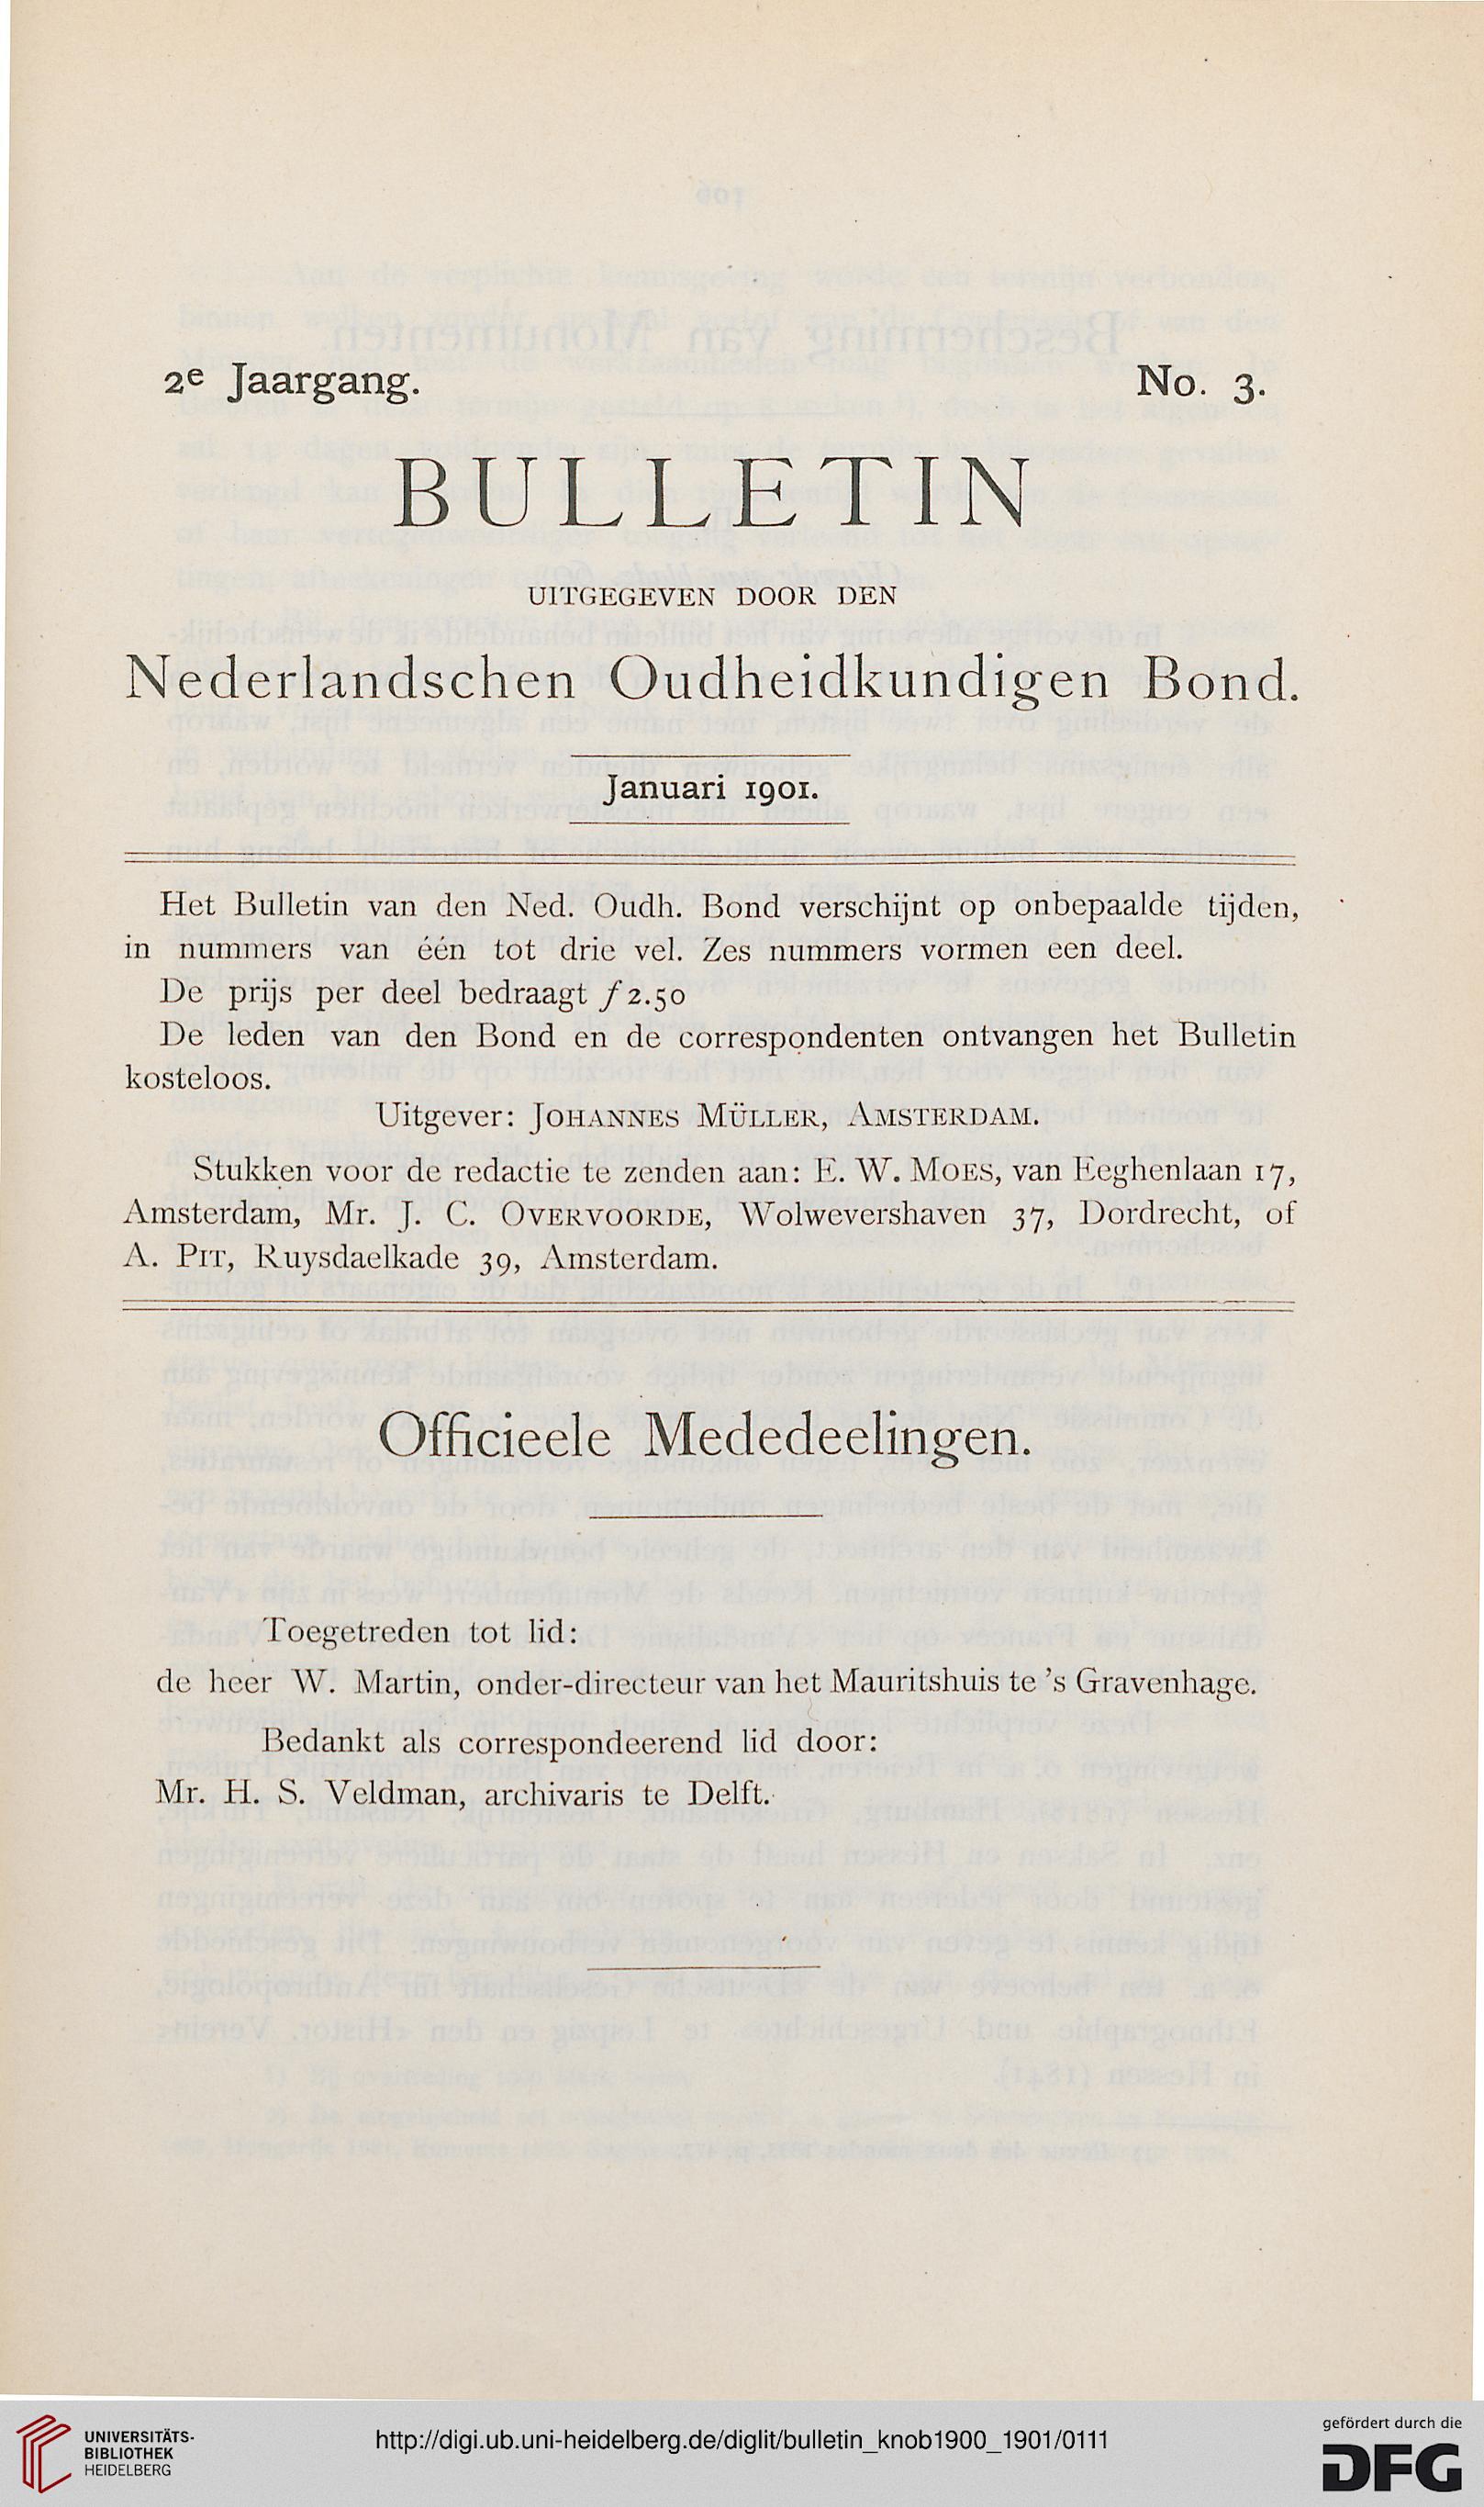 2e Jaargang. No. 3.
BULLETIN
UITGEGEVEN DOOR DEN
Nederlandschen Oudheidkundigen Bond.
Januari 1901.
Het Bulletin van den Ned. Oudh. Bond verschijnt op onbepaalde tijden,
in nummers van één tot drie vel. Zes nummers vormen een deel.
De prijs per deel bedraagt f 2.50
De leden van den Bond en de correspondenten ontvangen het Bulletin
kosteloos.
Uitgever: JOHANNES MÜLLER, AMSTERDAM.
Stukken voor de redactie te zenden aan: E. W. MOES, van Eeghenlaan 17,
Amsterdam, Mr. J. C. OVERVOORDE, Wolwevershaven 37, Dordrecht, of
A. PIT, Ruysdaelkade 39, Amsterdam.
Officieele Mededeelingen.
Toegetreden tot lid:
de heer W. Martin, onder-directeur van het Mauritshuis te 's Gravenhage.
Bedankt als correspondeerend lid door:
Mr. H. S. Veldman, archivaris te Delft.
UNIVERSITÄTS-
BIBLIOTHEK
HEIDELBERG
http://digi.ub.uni-heidelberg.de/diglit/bulletin_knob1900_1901/0111
gefördert durch die
DFG